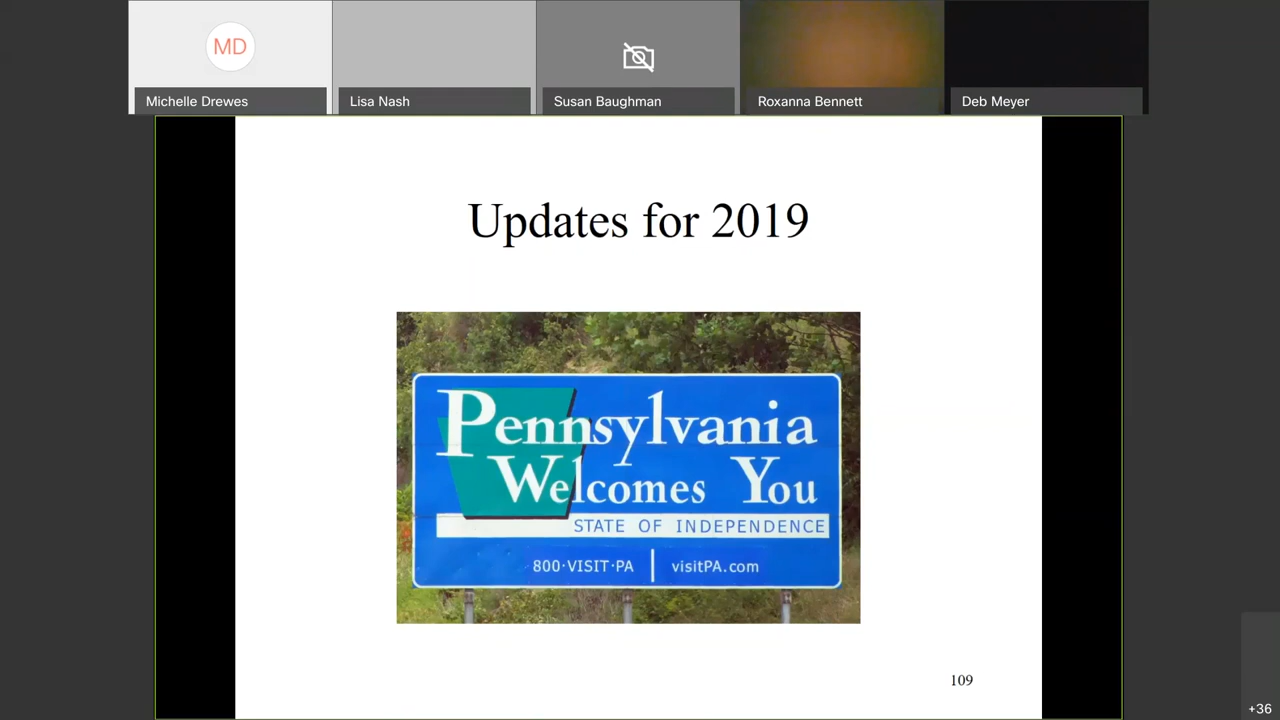 MD
Michelle Drewes
Lisa Nash
Susan Baughman
Roxanna Bennett
Deb Meyer
Updates for 2019
Pennsylvania
Welcomes You
STATE OF INDEPENDENCE
800·VISIT·PA | visitPA.com
109
+36